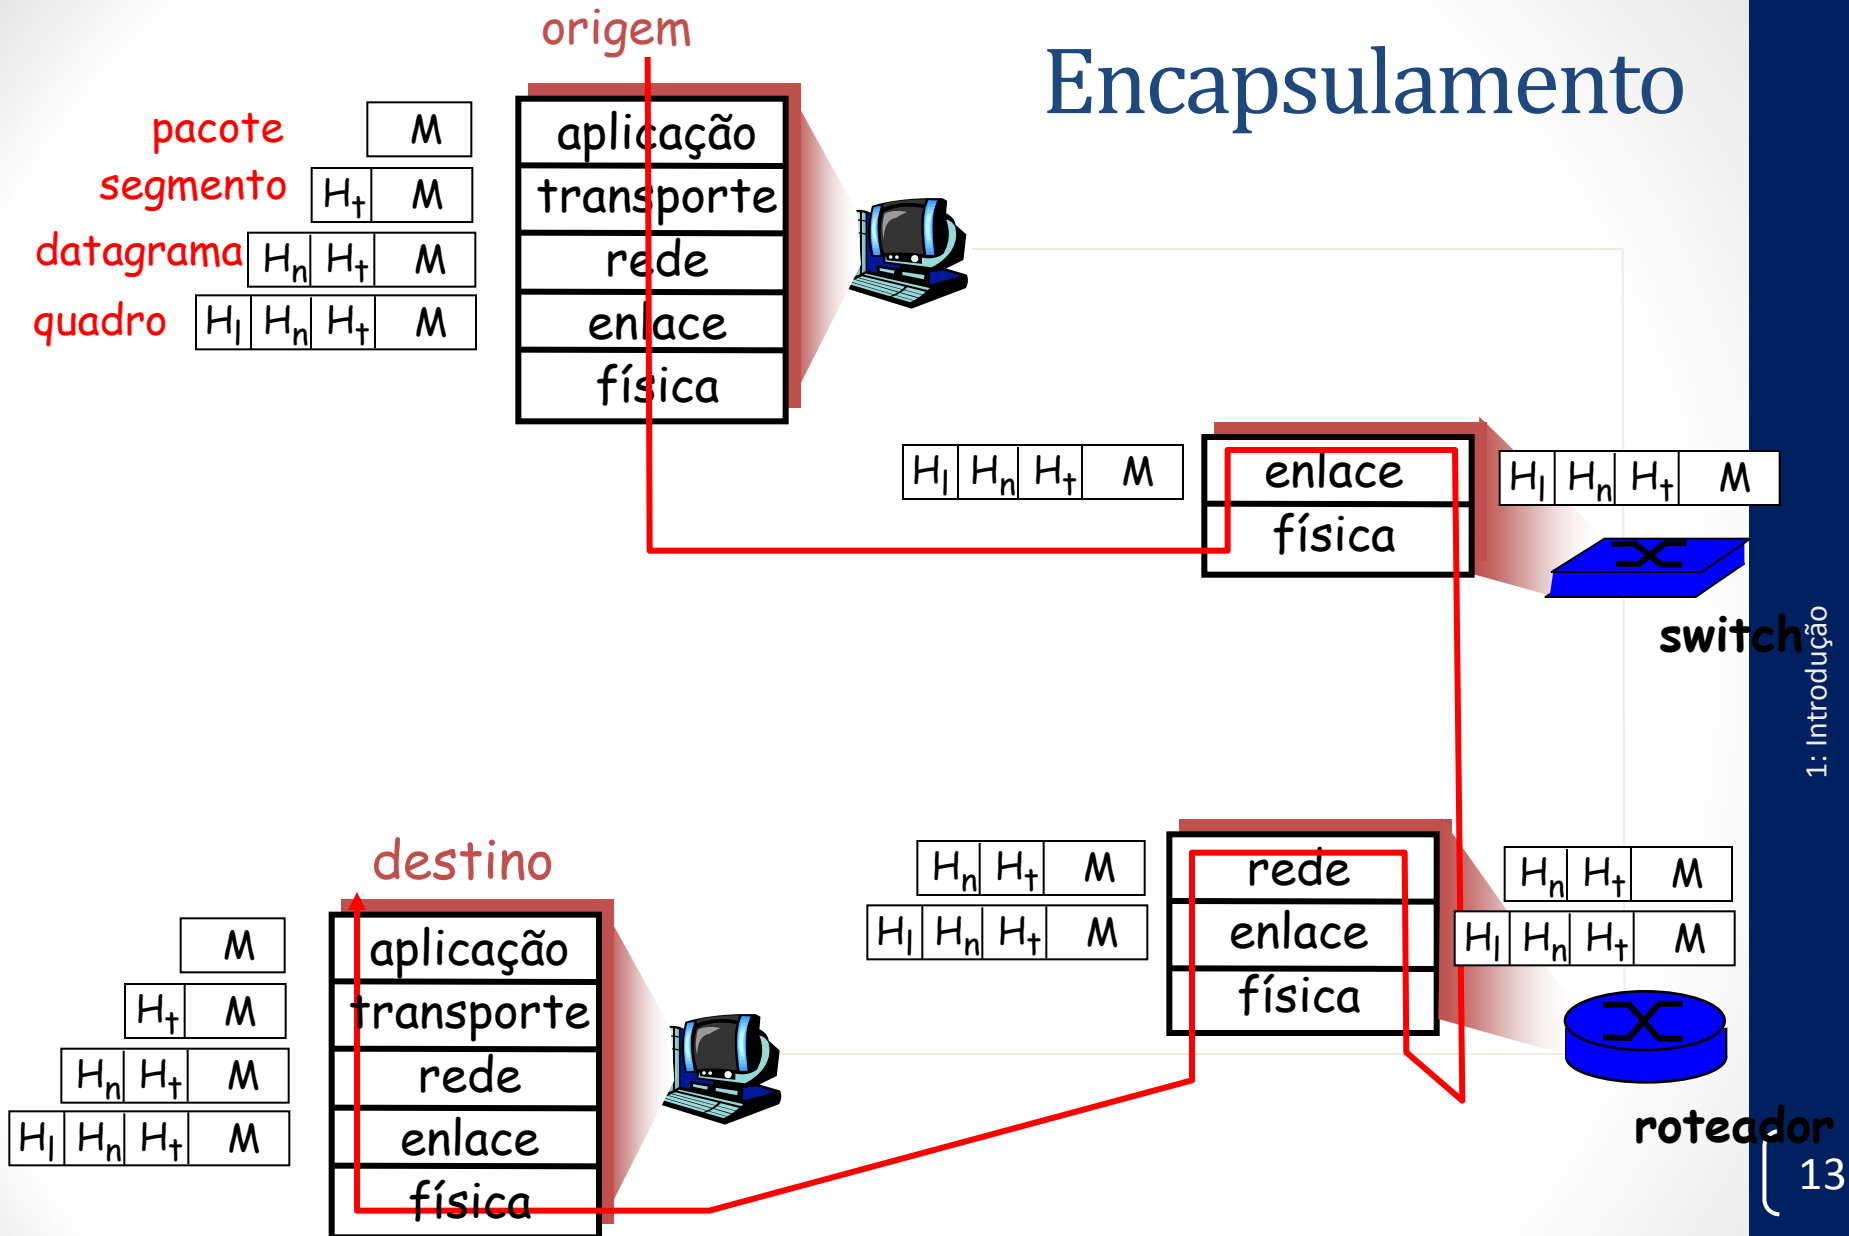 origem
Encapsulamento
pacote M aplicação
segmento Ht M transporte
datagrama Hn Ht M rede
quadro Hl Hn Ht M enlace
física
Hl Hn Ht M enlace Hl Hn Ht M
física
switch
1: Introdução
destino
Hn Ht M rede Hn Ht M
Hl Hn Ht M enlace Hl Hn Ht M
física
roteador
M aplicação
Ht M transporte
Hn Ht M rede
Hl Hn Ht M enlace
física
13